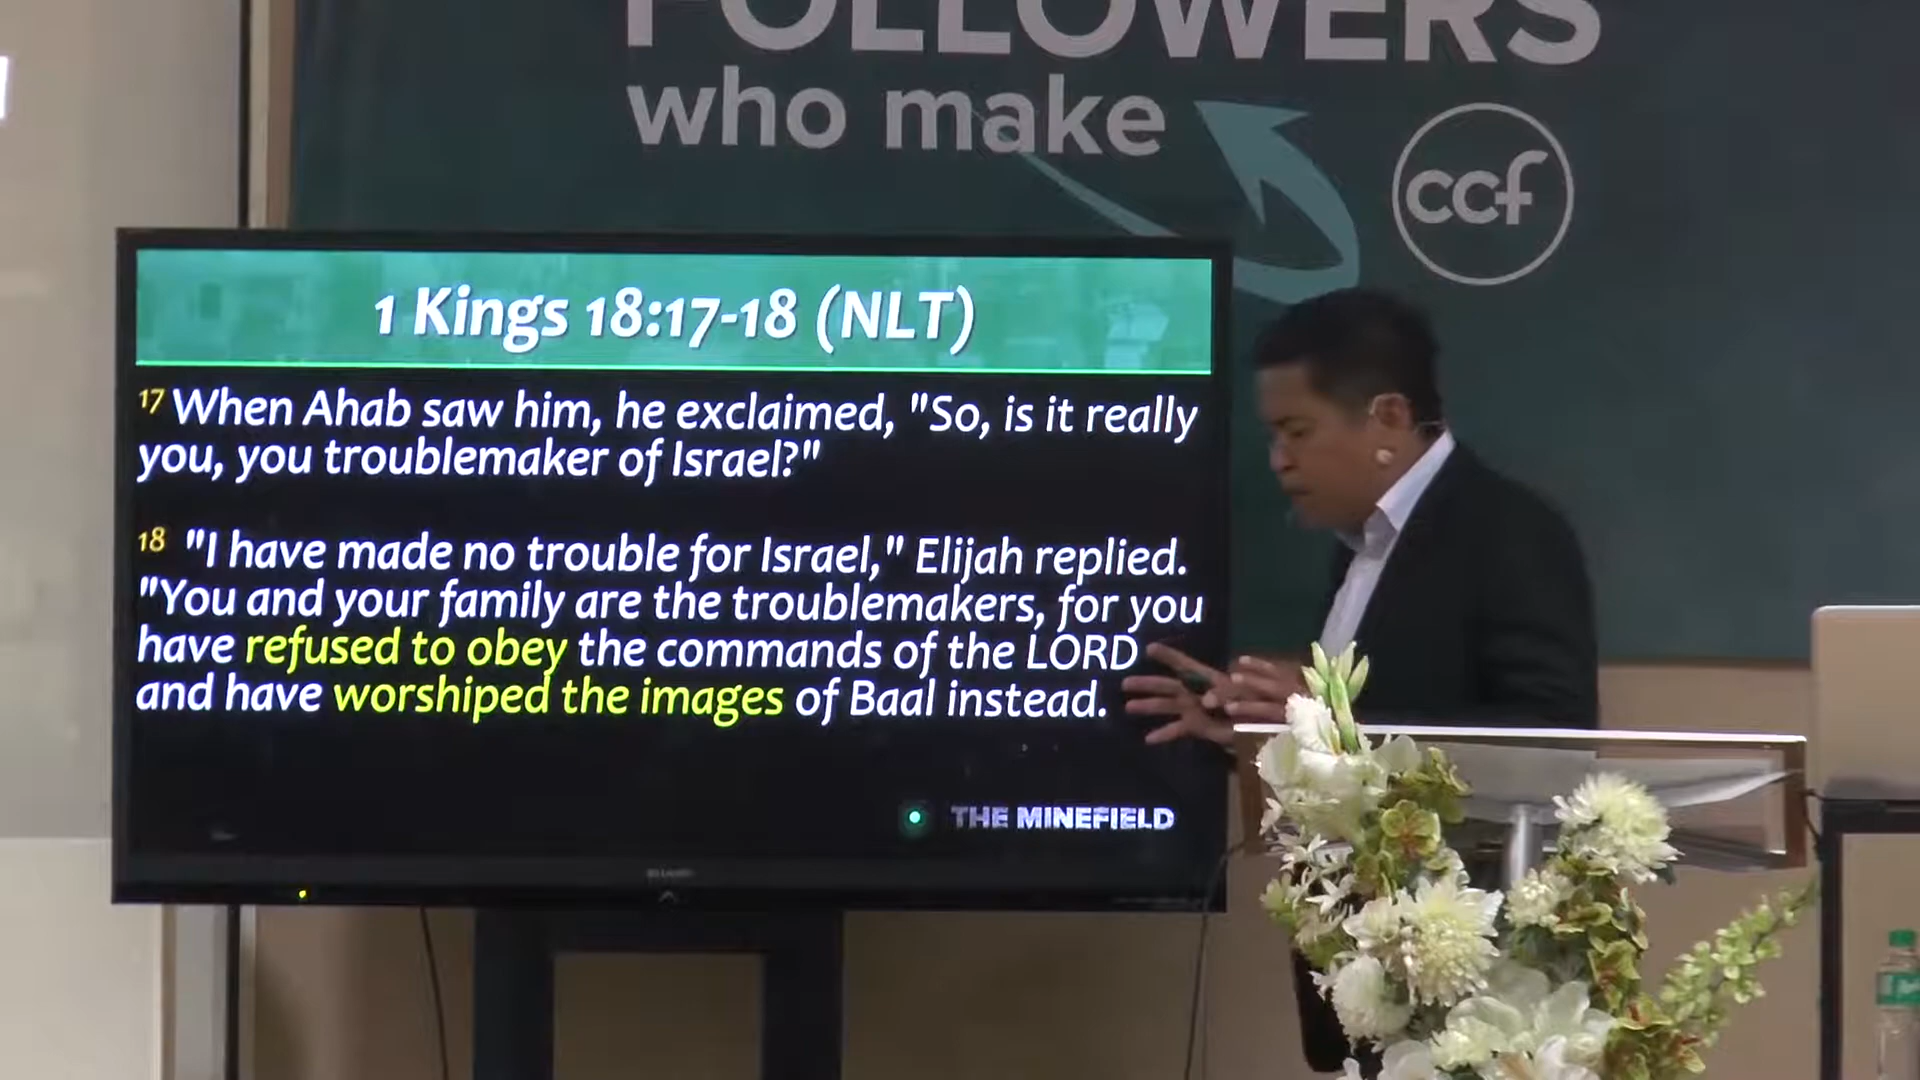 FOLLOWERS
who make
ccf
1 Kings 18:17-18 (NLT)
17 When Ahab saw him, he exclaimed, "So, is it really
you, you troublemaker of Israel?"
18 "I have made no trouble for Israel," Elijah replied.
"You and your family are the troublemakers, for you
have refused to obey the commands of the LORD
and have worshiped the images of Baal instead.
THE MINEFIELD